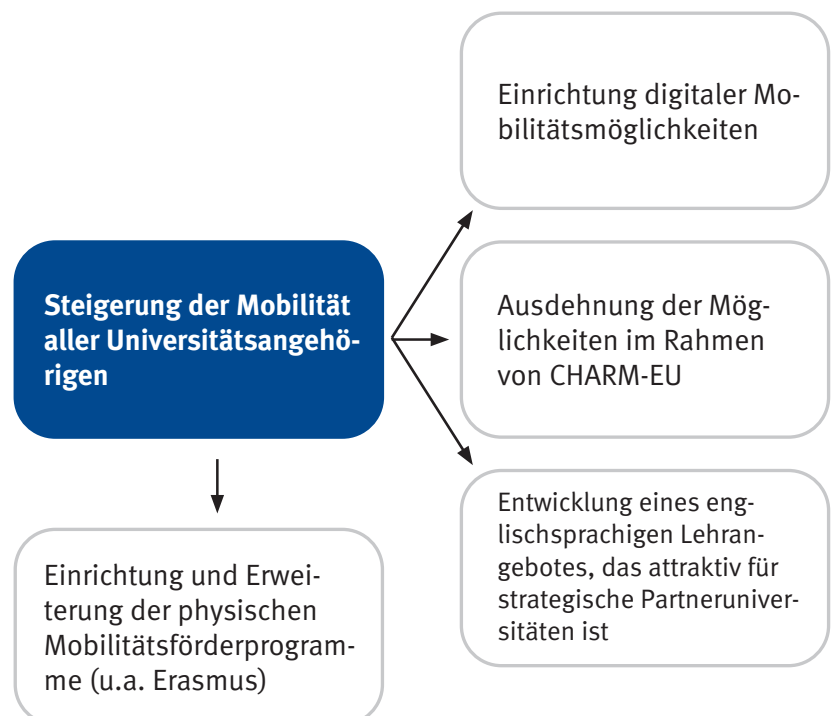 Einrichtung digitaler Mo-
bilitätsmöglichkeiten
Steigerung der Mobilität
aller Universitätsangehö-
rigen
Ausdehnung der Mög-
lichkeiten im Rahmen
von CHARM-EU
Entwicklung eines eng-
lischsprachigen Lehran-
gebotes, das attraktiv für
strategische Partneruniver-
sitäten ist
Einrichtung und Erwei-
terung der physischen
Mobilitätsförderprogram-
me (u.a. Erasmus)